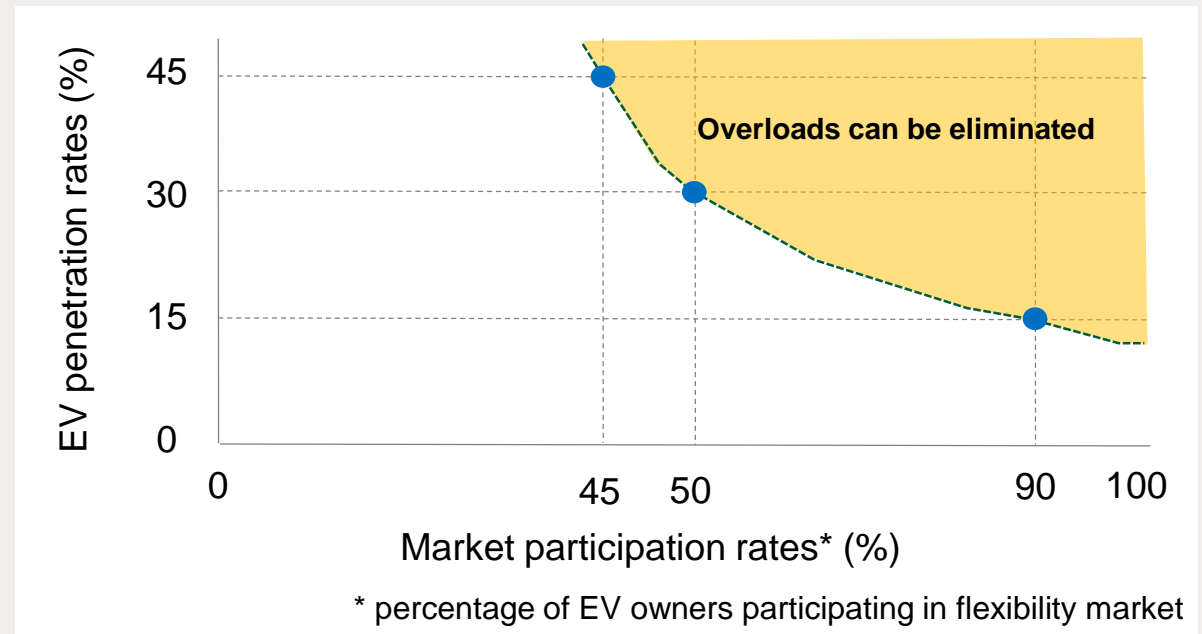 EV penetration rates (%)
45
30
15
0
Overloads can be eliminated
0
45
50
90
100
Market participation rates* (%)
* percentage of EV owners participating in flexibility market